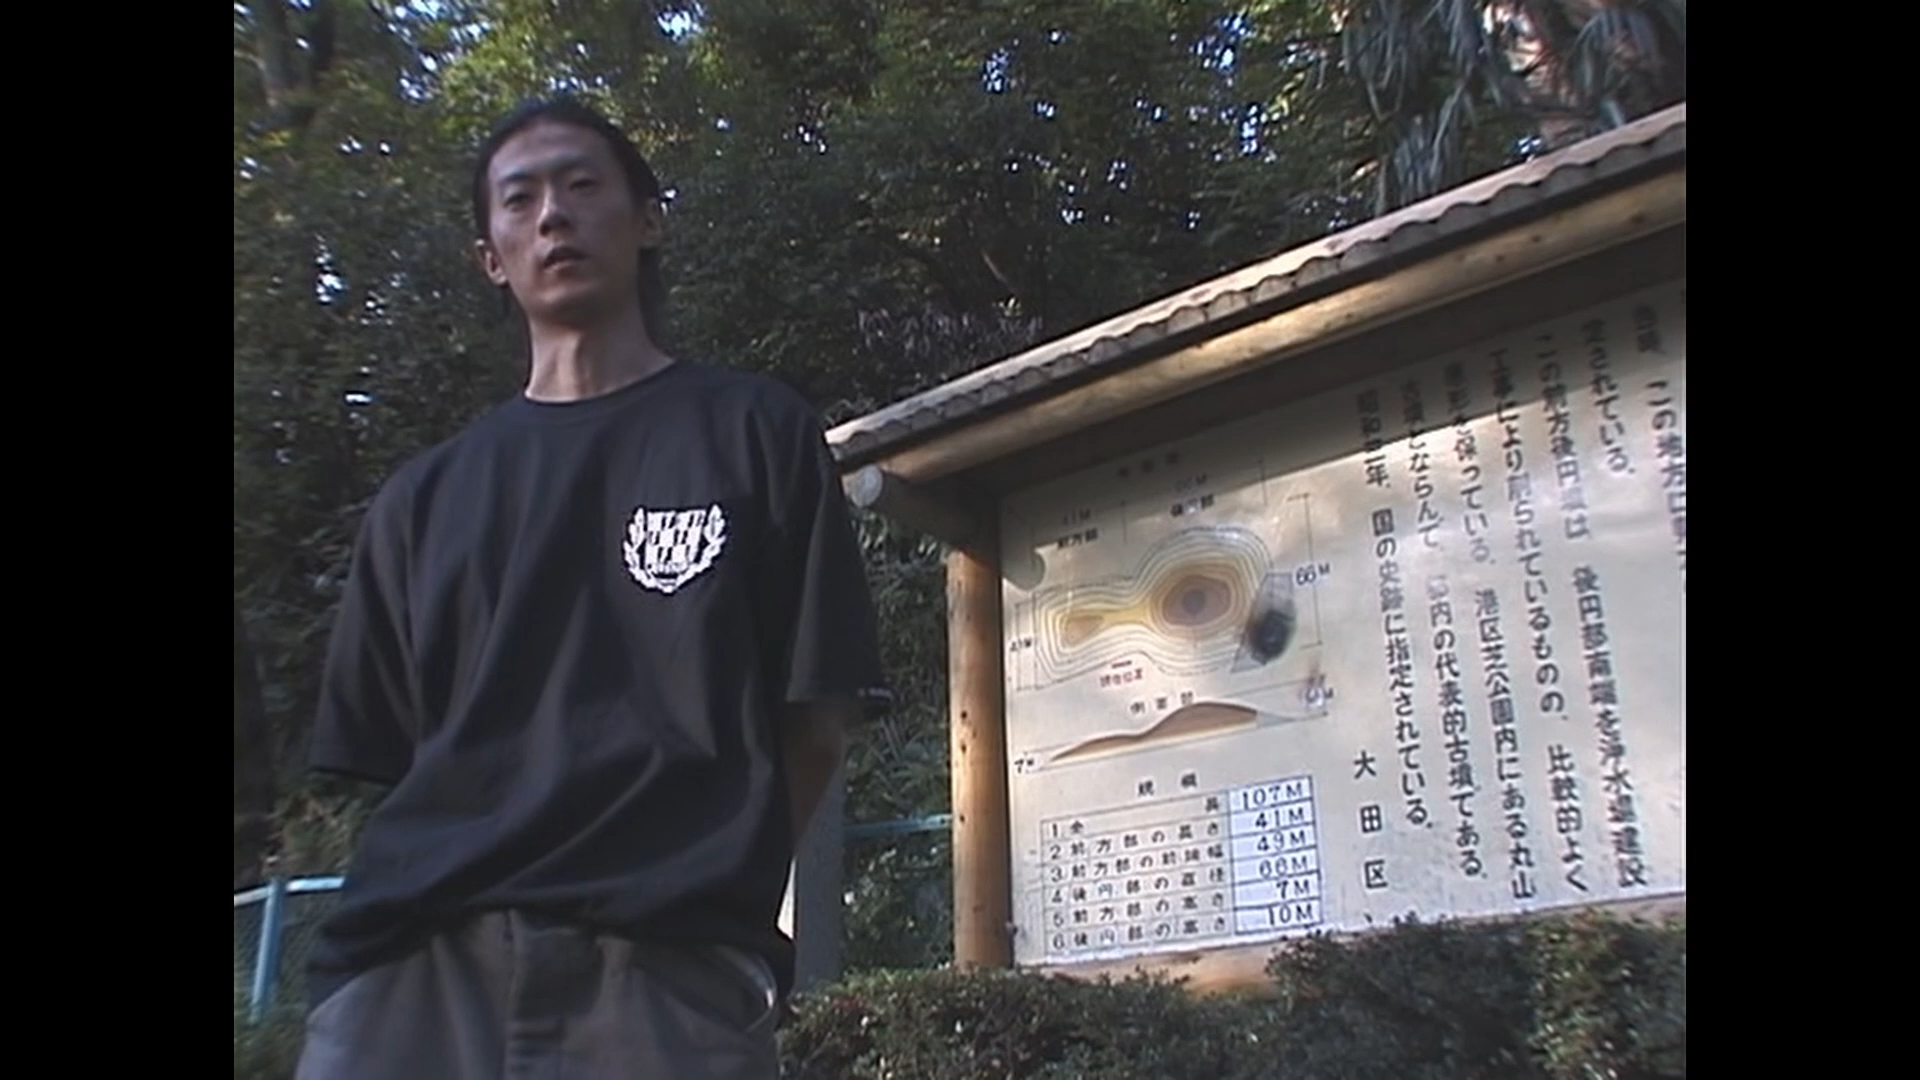 この地方
定されている。
この前方後円墳は 後円部南端を浄水場建設
工事により削られているものの、比較的よく
を保っている。港区芝公園内にある丸山
古墳とならんで、都内の代表的古墳である。
昭和 年、国の史跡に指定されている。
大田区
後円部
41M
前方部
66M
現在位置
側面
7M
規模
1 全長 107M
2 前方部の長さ 41M
3 前方部の前端幅 49M
4 後円部の直径 66M
5 前方部の高さ 7M
6 後円部の高さ 10M